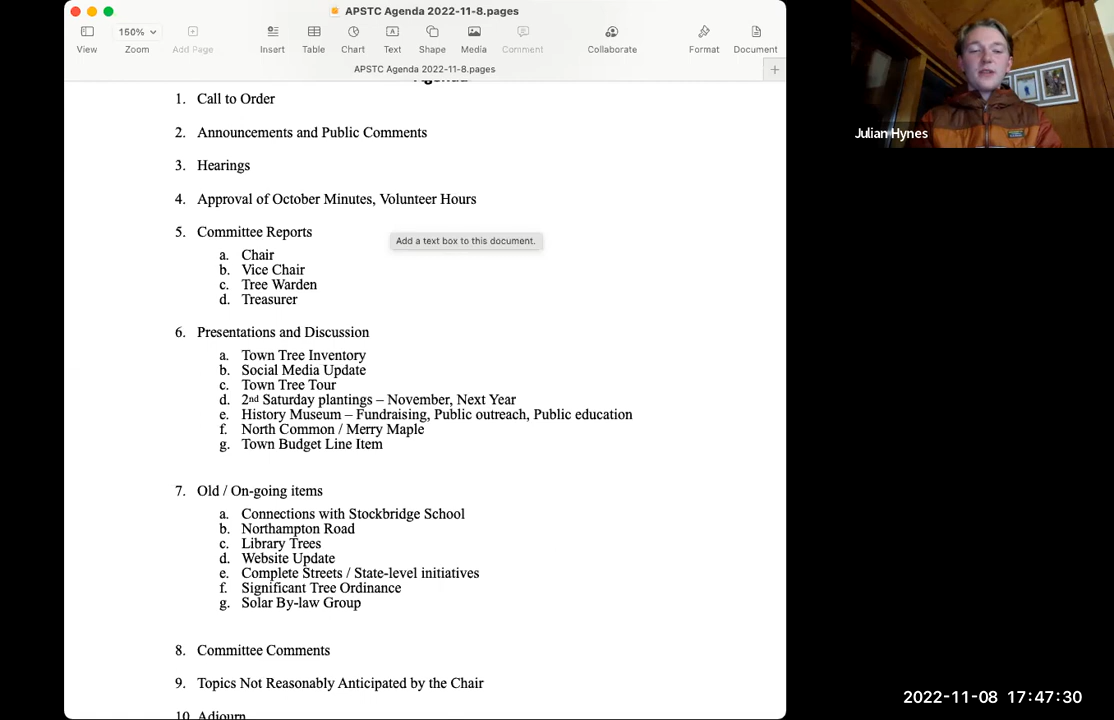 APSTC Agenda 2022-11-8.pages
150%
View
Zoom
Add Page
Insert
Table
Chart
Text
Shape
Media
Comment
Collaborate
Format
Document
APSTC Agenda 2022-11-8.pages
Agenda
1. Call to Order
2. Announcements and Public Comments
3. Hearings
4. Approval of October Minutes, Volunteer Hours
5. Committee Reports
Add a text box to this document.
a. Chair
b. Vice Chair
c. Tree Warden
d. Treasurer
6. Presentations and Discussion
a. Town Tree Inventory
b. Social Media Update
c. Town Tree Tour
d. 2nd Saturday plantings – November, Next Year
e. History Museum – Fundraising, Public outreach, Public education
f. North Common / Merry Maple
g. Town Budget Line Item
7. Old / On-going items
a. Connections with Stockbridge School
b. Northampton Road
c. Library Trees
d. Website Update
e. Complete Streets / State-level initiatives
f. Significant Tree Ordinance
g. Solar By-law Group
8. Committee Comments
9. Topics Not Reasonably Anticipated by the Chair
10. Adjourn
Julian Hynes
2022-11-08 17:47:30